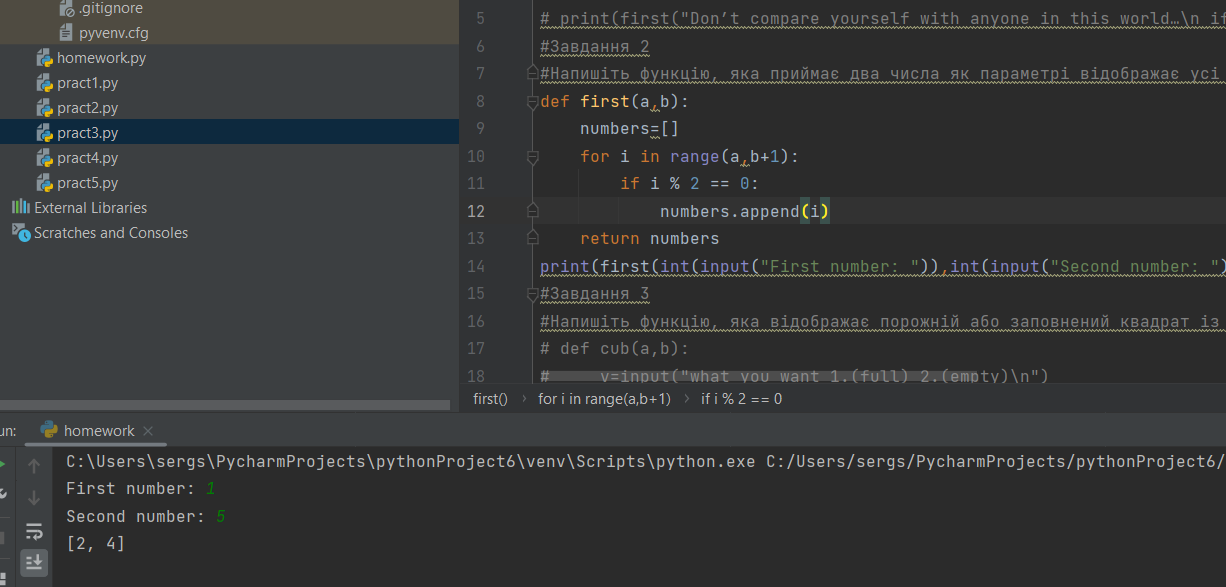 .gitignore
pyvenv.cfg
homework.py
pract1.py
pract2.py
pract3.py
pract4.py
pract5.py
External Libraries
Scratches and Consoles
5 # print(first("Don’t compare yourself with anyone in this world…\n if
6 #Завдання 2
7 #Напишіть функцію, яка приймає два числа як параметрі відображає усі
8 def first(a,b):
9 numbers=[]
10 for i in range(a,b+1):
11 if i % 2 == 0:
12 numbers.append(i)
13 return numbers
14 print(first(int(input("First number: ")),int(input("Second number: ")
15 #Завдання 3
16 #Напишіть функцію, яка відображає порожній або заповнений квадрат із
17 # def cub(a,b):
18 # v=input("what you want 1.(full) 2.(empty)\n")
first() › for i in range(a,b+1) › if i % 2 == 0
un: homework ×
C:\Users\sergs\PycharmProjects\pythonProject6\venv\Scripts\python.exe C:/Users/sergs/PycharmProjects/pythonProject6/
First number: 1
Second number: 5
[2, 4]